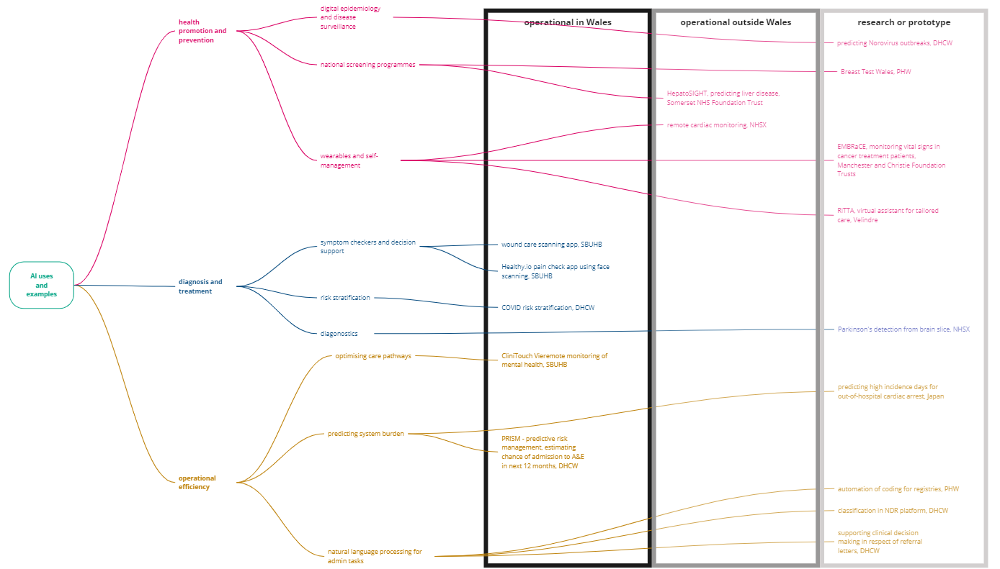 operational in Wales
operational outside Wales
research or prototype
AI uses
and
examples
health
promotion and
prevention
digital epidemiology
and disease
surveillance
predicting Norovirus outbreaks, DHCW
national screening programmes
Breast Test Wales, PHW
HepatoSIGHT, predicting liver disease,
Somerset NHS Foundation Trust
wearables and self-
management
remote cardiac monitoring, NHSX
EMBRaCE, monitoring vital signs in
cancer treatment patients,
Manchester and Christie Foundation
Trusts
RiTTA, virtual assistant for tailored
care, Velindre
diagnosis and
treatment
symptom checkers and decision
support
wound care scanning app, SBUHB
Healthy.io pain check app using face
scanning, SBUHB
risk stratification
COVID risk stratification, DHCW
diagonostics
Parkinson's detection from brain slice, NHSX
operational
efficiency
optimising care pathways
CliniTouch Vieremote monitoring of
mental health, SBUHB
predicting system burden
predicting high incidence days for
out-of-hospital cardiac arrest, Japan
PRISM - predictive risk
management, estimating
chance of admission to A&E
in next 12 months, DHCW
natural language processing for
admin tasks
automation of coding for registries, PHW
classification in NDR platform, DHCW
supporting clinical decision
making in respect of referral
letters, DHCW